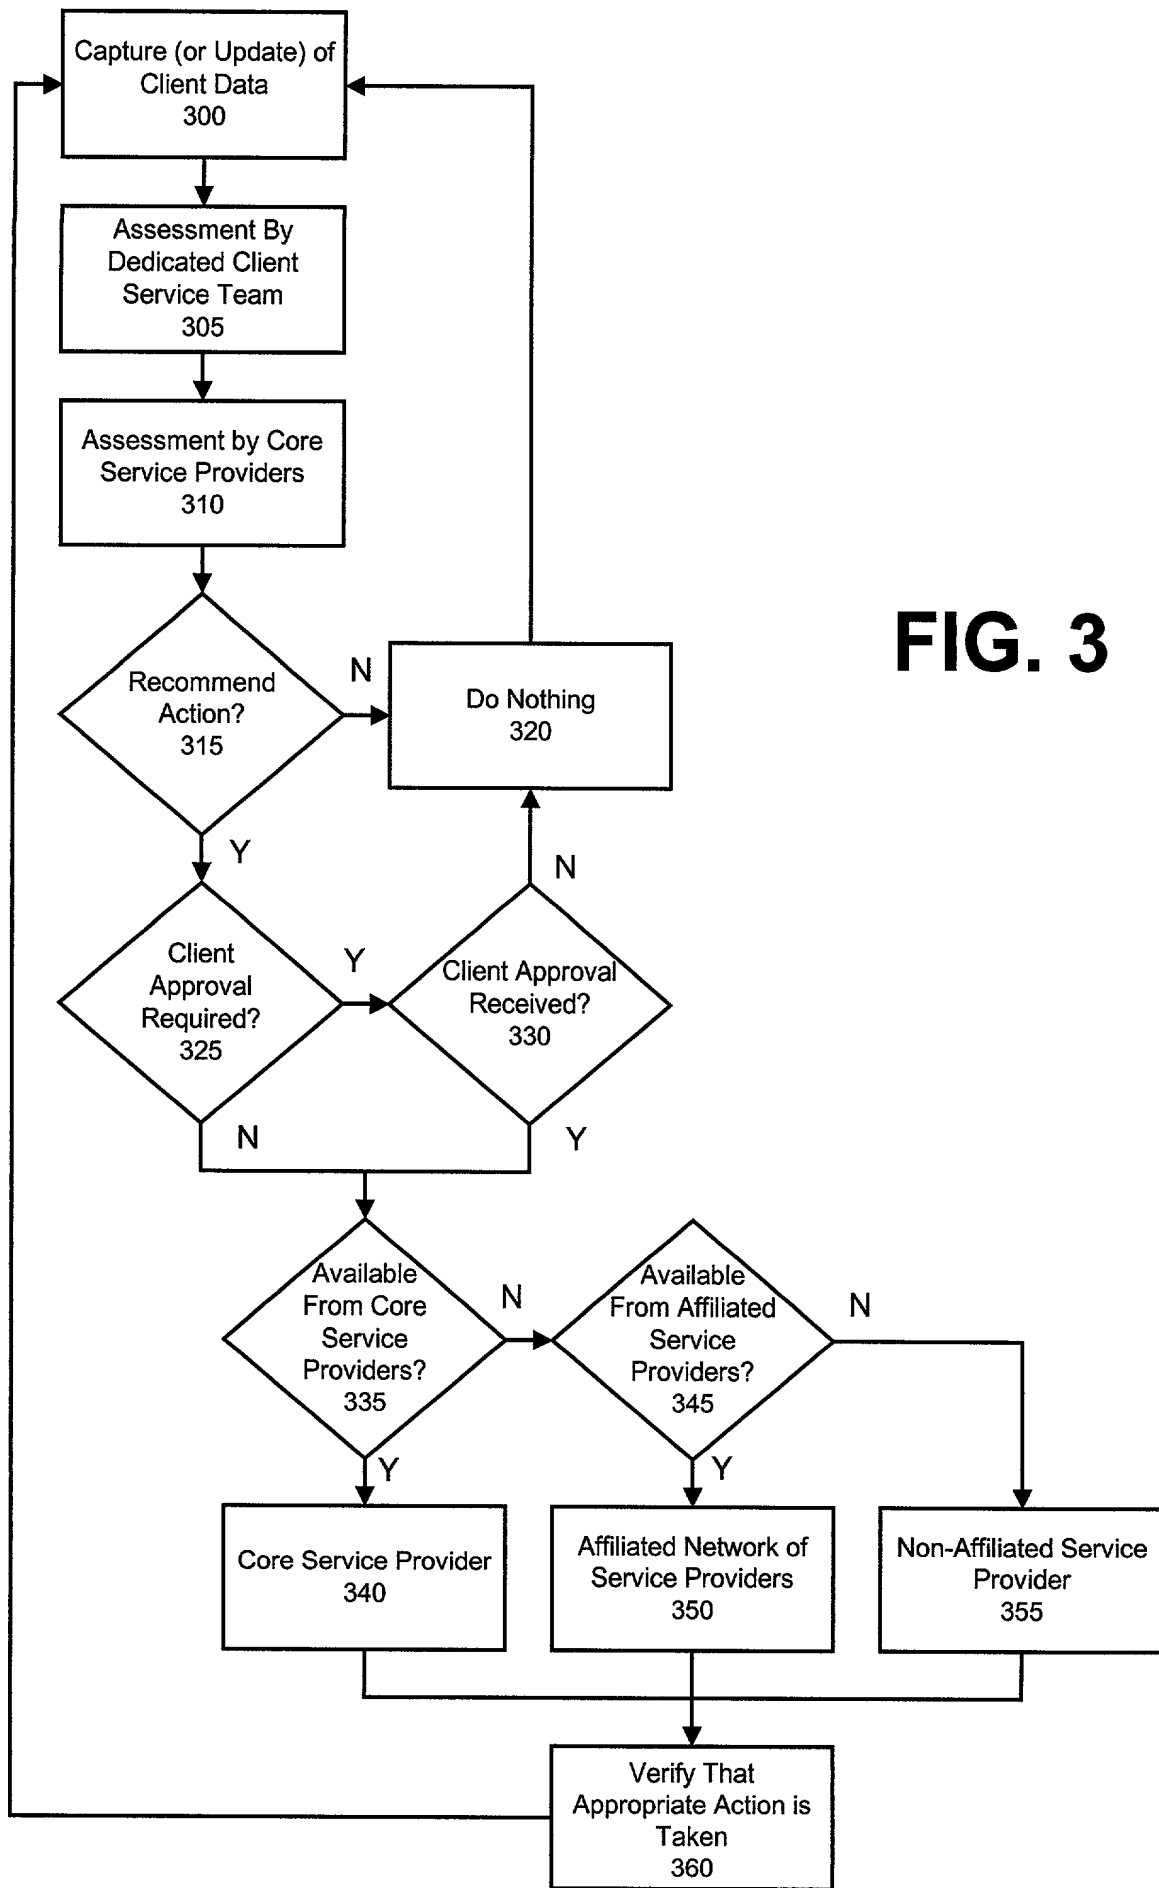 Capture (or Update) of
Client Data
300
Assessment By
Dedicated Client
Service Team
305
Assessment by Core
Service Providers
310
FIG. 3
Recommend
Action?
315
N
Do Nothing
320
Y
N
Client
Approval
Required?
325
Y
Client Approval
Received?
330
N
Y
Available
From Core
Service
Providers?
335
N
Available
From Affiliated
Service
Providers?
345
N
Y
Y
Core Service Provider
340
Affiliated Network of
Service Providers
350
Non-Affiliated Service
Provider
355
Verify That
Appropriate Action is
Taken
360